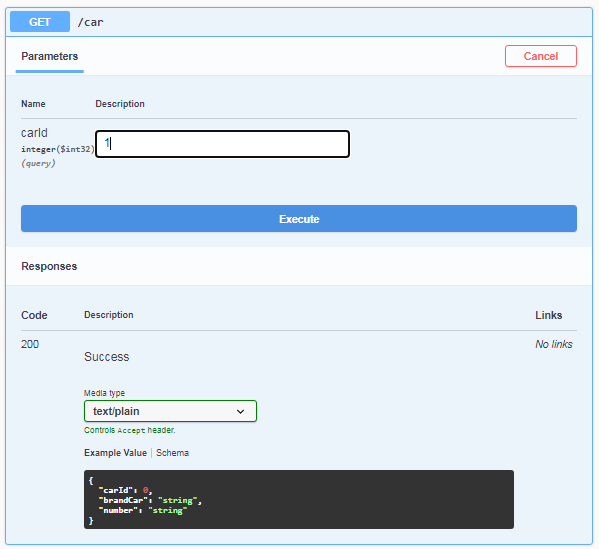 GET /car
Parameters Cancel
Name Description
carId
integer($int32)
(query)
1
Execute
Responses
Code Description Links
200 No links
Success
Media type
text/plain
Controls Accept header.
Example Value | Schema
{
"carId": 0,
"brandCar": "string",
"number": "string"
}